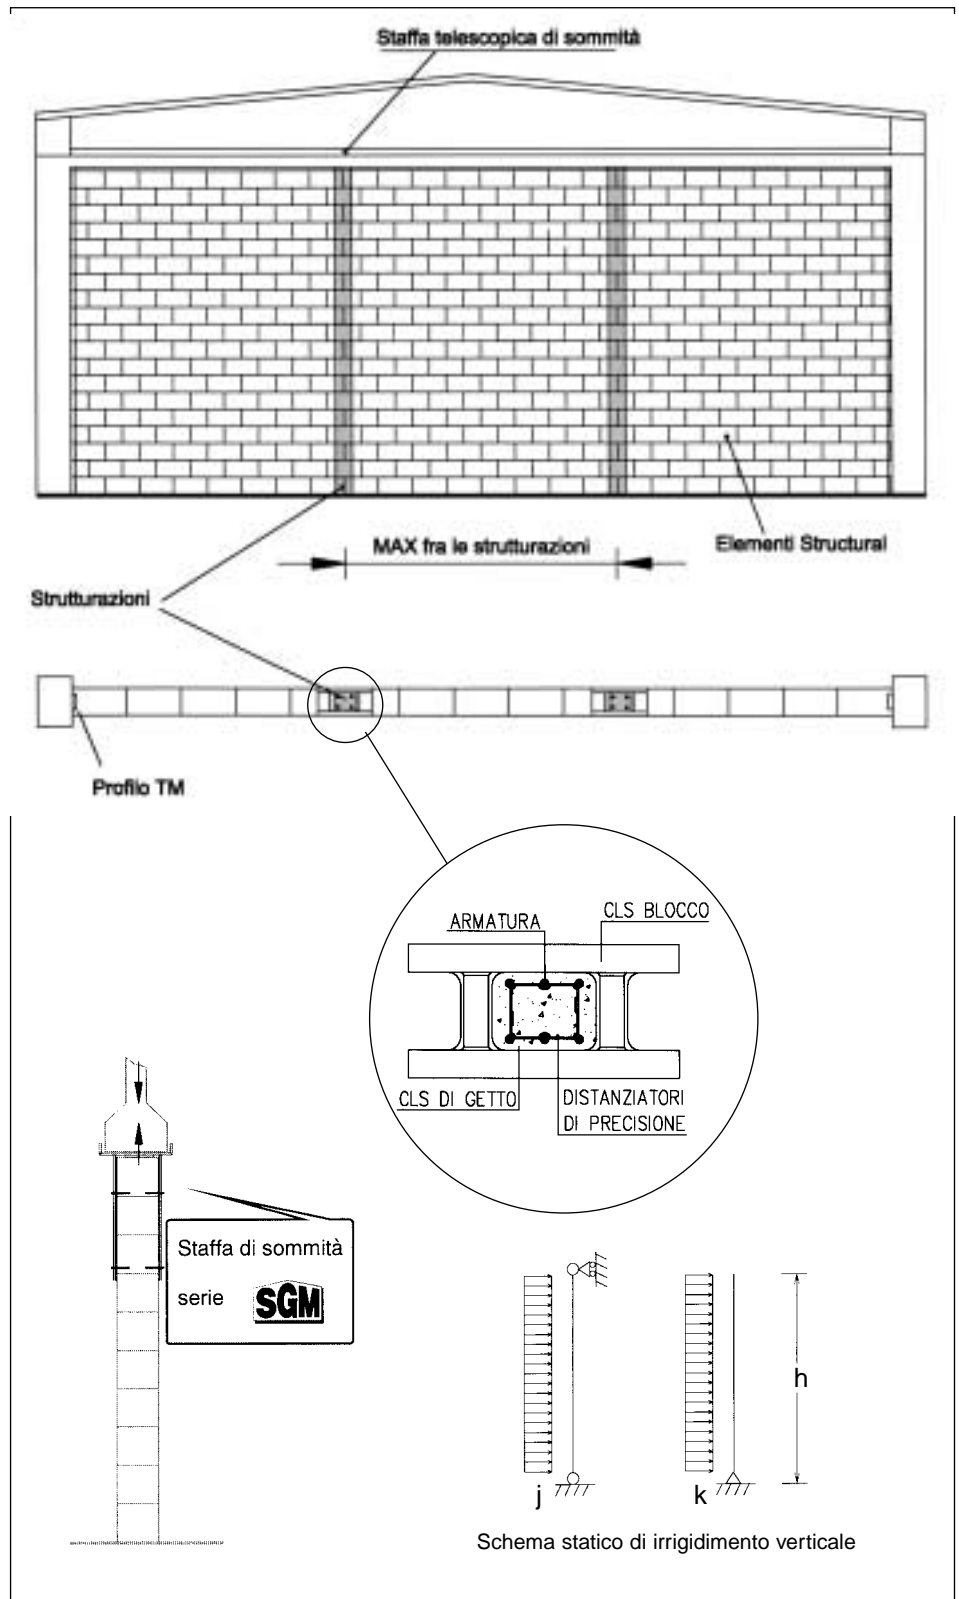 Staffa telescopica di sommità
MAX fra le strutturazioni
Elementi Structural
Strutturazioni
Profilo TM
ARMATURA
CLS BLOCCO
CLS DI GETTO
DISTANZIATORI
DI PRECISIONE
Staffa di sommità
serie SGM
h
j
k
Schema statico di irrigidimento verticale